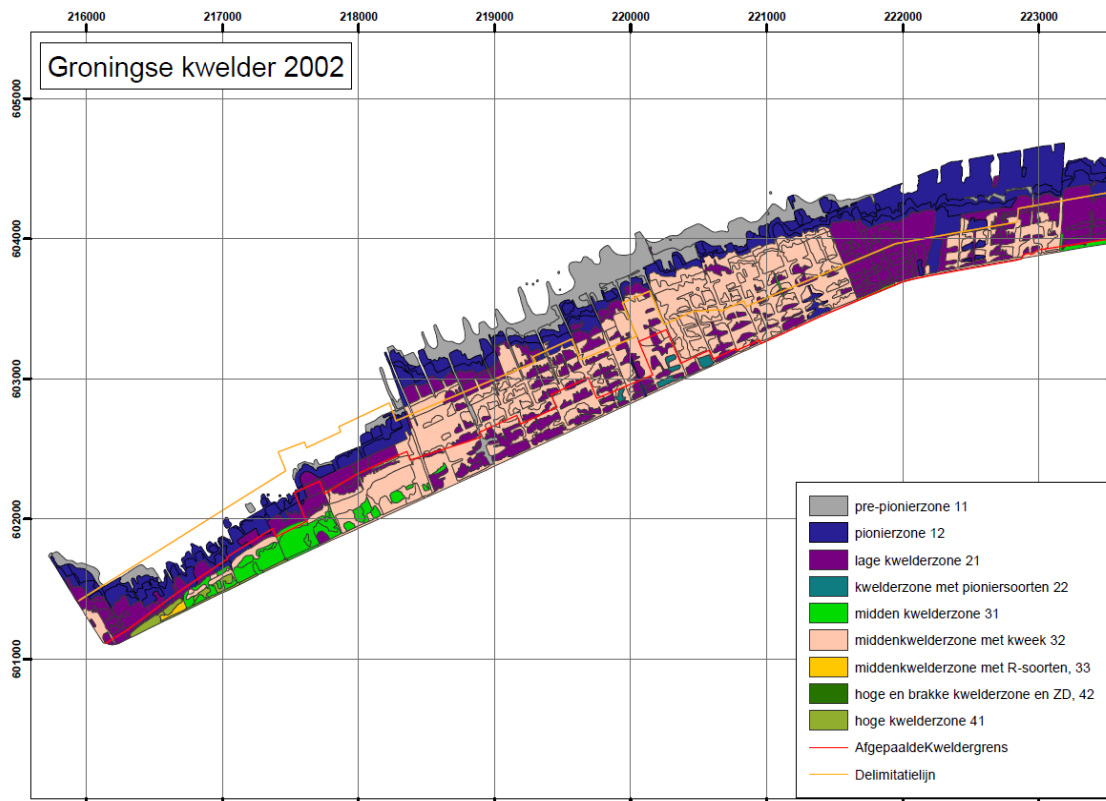 216000 217000 218000 219000 220000 221000 222000 223000
Groningse kwelder 2002
605000
604000
603000
602000
601000
pre-pionierzone 11
pionierzone 12
lage kwelderzone 21
kwelderzone met pioniersoorten 22
midden kwelderzone 31
middenkwelderzone met kweek 32
middenkwelderzone met R-soorten, 33
hoge en brakke kwelderzone en ZD, 42
hoge kwelderzone 41
AfgepaaldeKweldergrens
Delimitatielijn